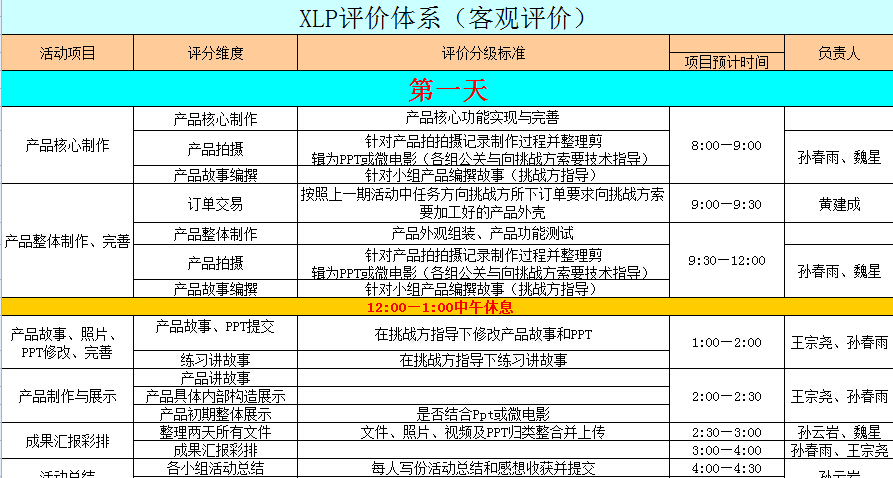 XLP评价体系（客观评价）
活动项目 评分维度 评价分级标准 项目预计时间 负责人
第一天
产品核心制作 产品核心制作 产品核心功能实现与完善 8:00—9:00
产品拍摄 针对产品拍拍摄记录制作过程并整理剪
辑为PPT或微电影（各组公关与向挑战方索要技术指导） 孙春雨、魏星
产品故事编撰 针对小组产品编撰故事（挑战方指导）
产品整体制作、完善 订单交易 按照上一期活动中任务方向挑战方所下订单要求向挑战方索
要加工好的产品外壳 9:00—9:30 黄建成
产品整体制作 产品外观组装、产品功能测试 9:30—12:00
产品拍摄 针对产品拍拍摄记录制作过程并整理剪
辑为PPT或微电影（各组公关与向挑战方索要技术指导） 孙春雨、魏星
产品故事编撰 针对小组产品编撰故事（挑战方指导）
12:00—1:00中午休息
产品故事、照片、
PPT修改、完善 产品故事、PPT提交 在挑战方指导下修改产品故事和PPT 1:00—2:00 王宗尧、孙春雨
练习讲故事 在挑战方指导下练习讲故事
产品制作与展示 产品讲故事 2:00—2:30 王宗尧、孙春雨
产品具体内部构造展示
产品初期整体展示 是否结合Ppt或微电影
成果汇报彩排 整理两天所有文件 文件、照片、视频及PPT归类整合并上传 2:30—3:00 孙云岩、魏星
成果汇报彩排 3:00—4:00 孙春雨、王宗尧
活动总结 各小组活动总结 每人写份活动总结和感想收获并提交 4:00—4:30 孙云岩